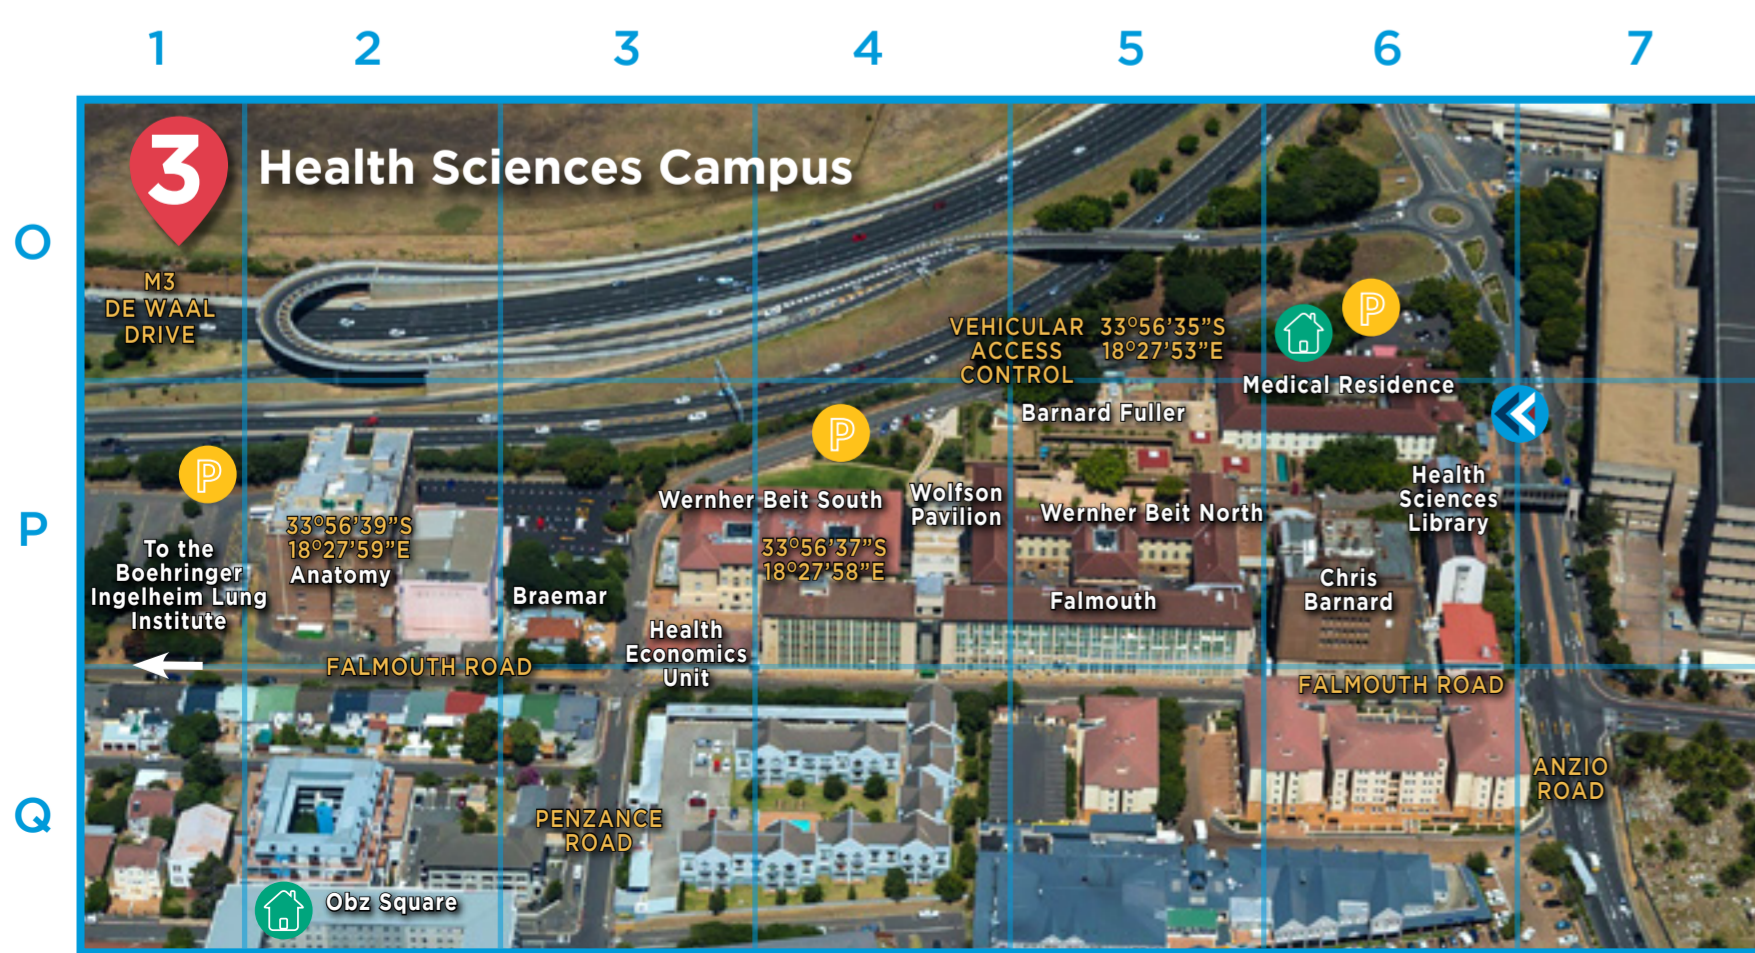 1 2 3 4 5 6 7
O
P
Q
3
Health Sciences Campus
M3
DE WAAL
DRIVE
VEHICULAR
ACCESS
CONTROL
33°56'35"S
18°27'53"E
P
Medical Residence
Barnard Fuller
P
P
Health
Sciences
Library
Wernher Beit South
Wolfson
Pavilion
Wernher Beit North
33°56'39"S
18°27'59"E
Anatomy
33°56'37"S
18°27'58"E
To the
Boehringer
Ingelheim Lung
Institute
Braemar
Falmouth
Chris
Barnard
Health
Economics
Unit
FALMOUTH ROAD
FALMOUTH ROAD
ANZIO
ROAD
PENZANCE
ROAD
Obz Square